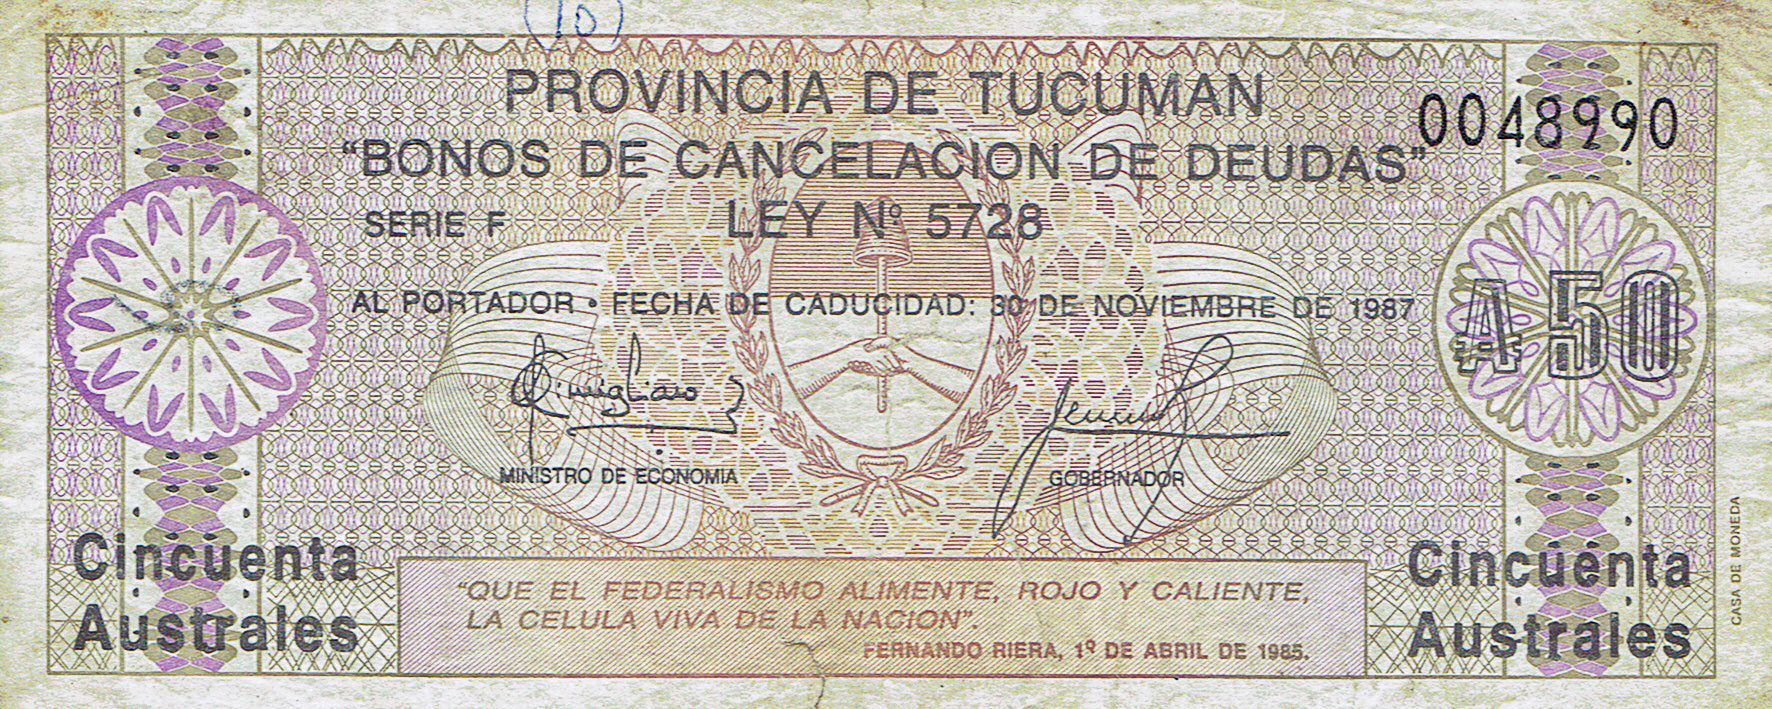 10
PROVINCIA DE TUCUMAN
0048990
"BONOS DE CANCELACION DE DEUDAS"
SERIE F
LEY Nº 5728
AL PORTADOR • FECHA DE CADUCIDAD: 30 DE NOVIEMBRE DE 1987
₳ 50
MINISTRO DE ECONOMIA
GOBERNADOR
Cincuenta
Australes
"QUE EL FEDERALISMO ALIMENTE, ROJO Y CALIENTE,
LA CELULA VIVA DE LA NACION".
FERNANDO RIERA, 1º DE ABRIL DE 1985.
Cincuenta
Australes
CASA DE MONEDA